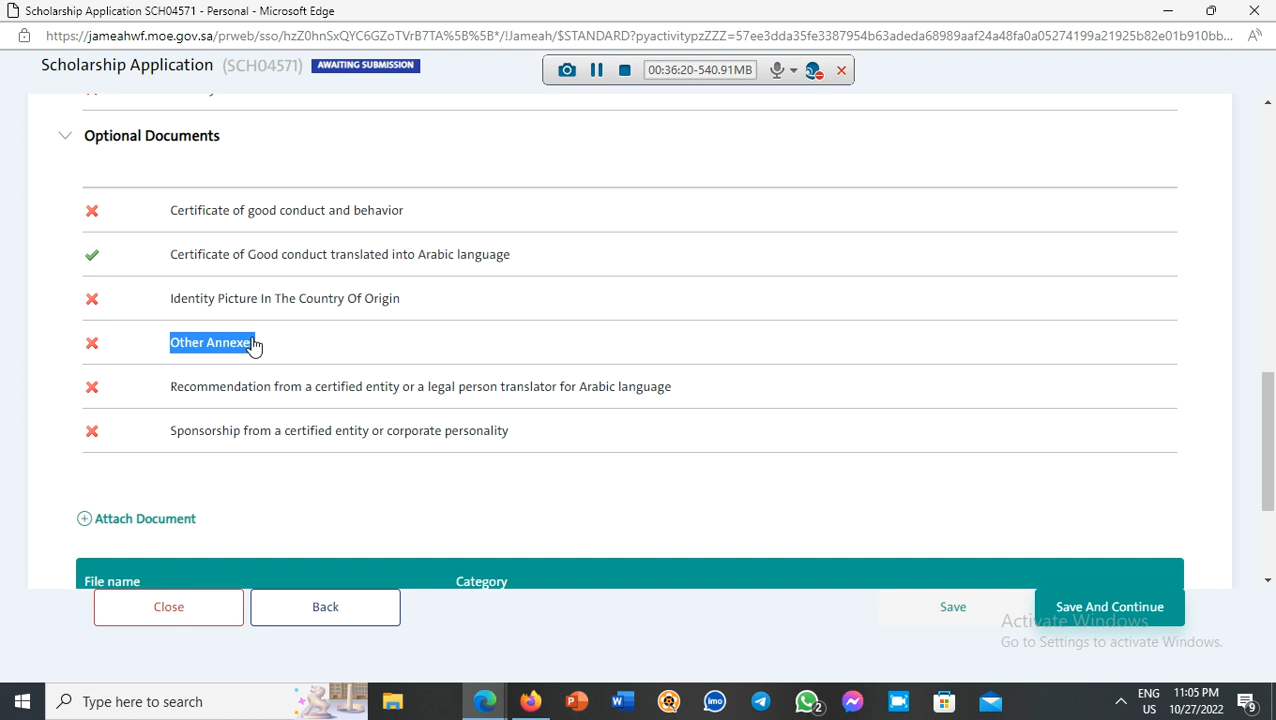 Scholarship Application SCH04571 - Personal - Microsoft Edge
https://jameahwf.moe.gov.sa/prweb/sso/hzZ0hnSxQYC6GZoTVrB7TA%5B%5B*/!Jameah/$STANDARD?pyactivitypzZZZ=57ee3dda35fe3387954b63adeda68989aaf24a48fa0a05274199a21925b82e01b910bb...
Scholarship Application (SCH04571) AWAITING SUBMISSION
00:36:20-540.91MB
Optional Documents
Certificate of good conduct and behavior
Certificate of Good conduct translated into Arabic language
Identity Picture In The Country Of Origin
Other Annexe
Recommendation from a certified entity or a legal person translator for Arabic language
Sponsorship from a certified entity or corporate personality
Attach Document
File name Category
Close Back Save Save And Continue
Activate Windows
Go to Settings to activate Windows.
Type here to search
2
ENG
US
11:05 PM
10/27/2022
9